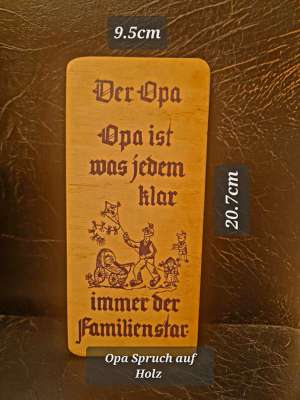 9.5cm
Der Opa
Opa ist
was jedem
klar
20.7cm
immer der
Familienstar
Opa Spruch auf
Holz